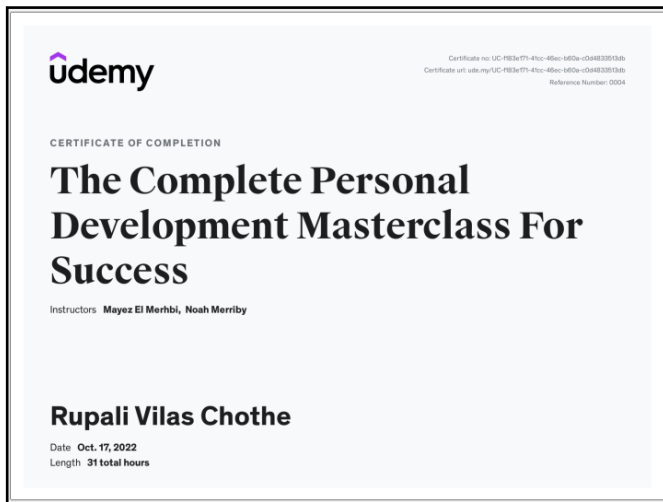 udemy
Certificate no: UC-f183e171-41cc-46ec-b60a-c0d4833513db
Certificate url: ude.my/UC-f183e171-41cc-46ec-b60a-c0d4833513db
Reference Number: 0004
CERTIFICATE OF COMPLETION
The Complete Personal
Development Masterclass For
Success
Instructors Mayez El Merhbi, Noah Merriby
Rupali Vilas Chothe
Date Oct. 17, 2022
Length 31 total hours